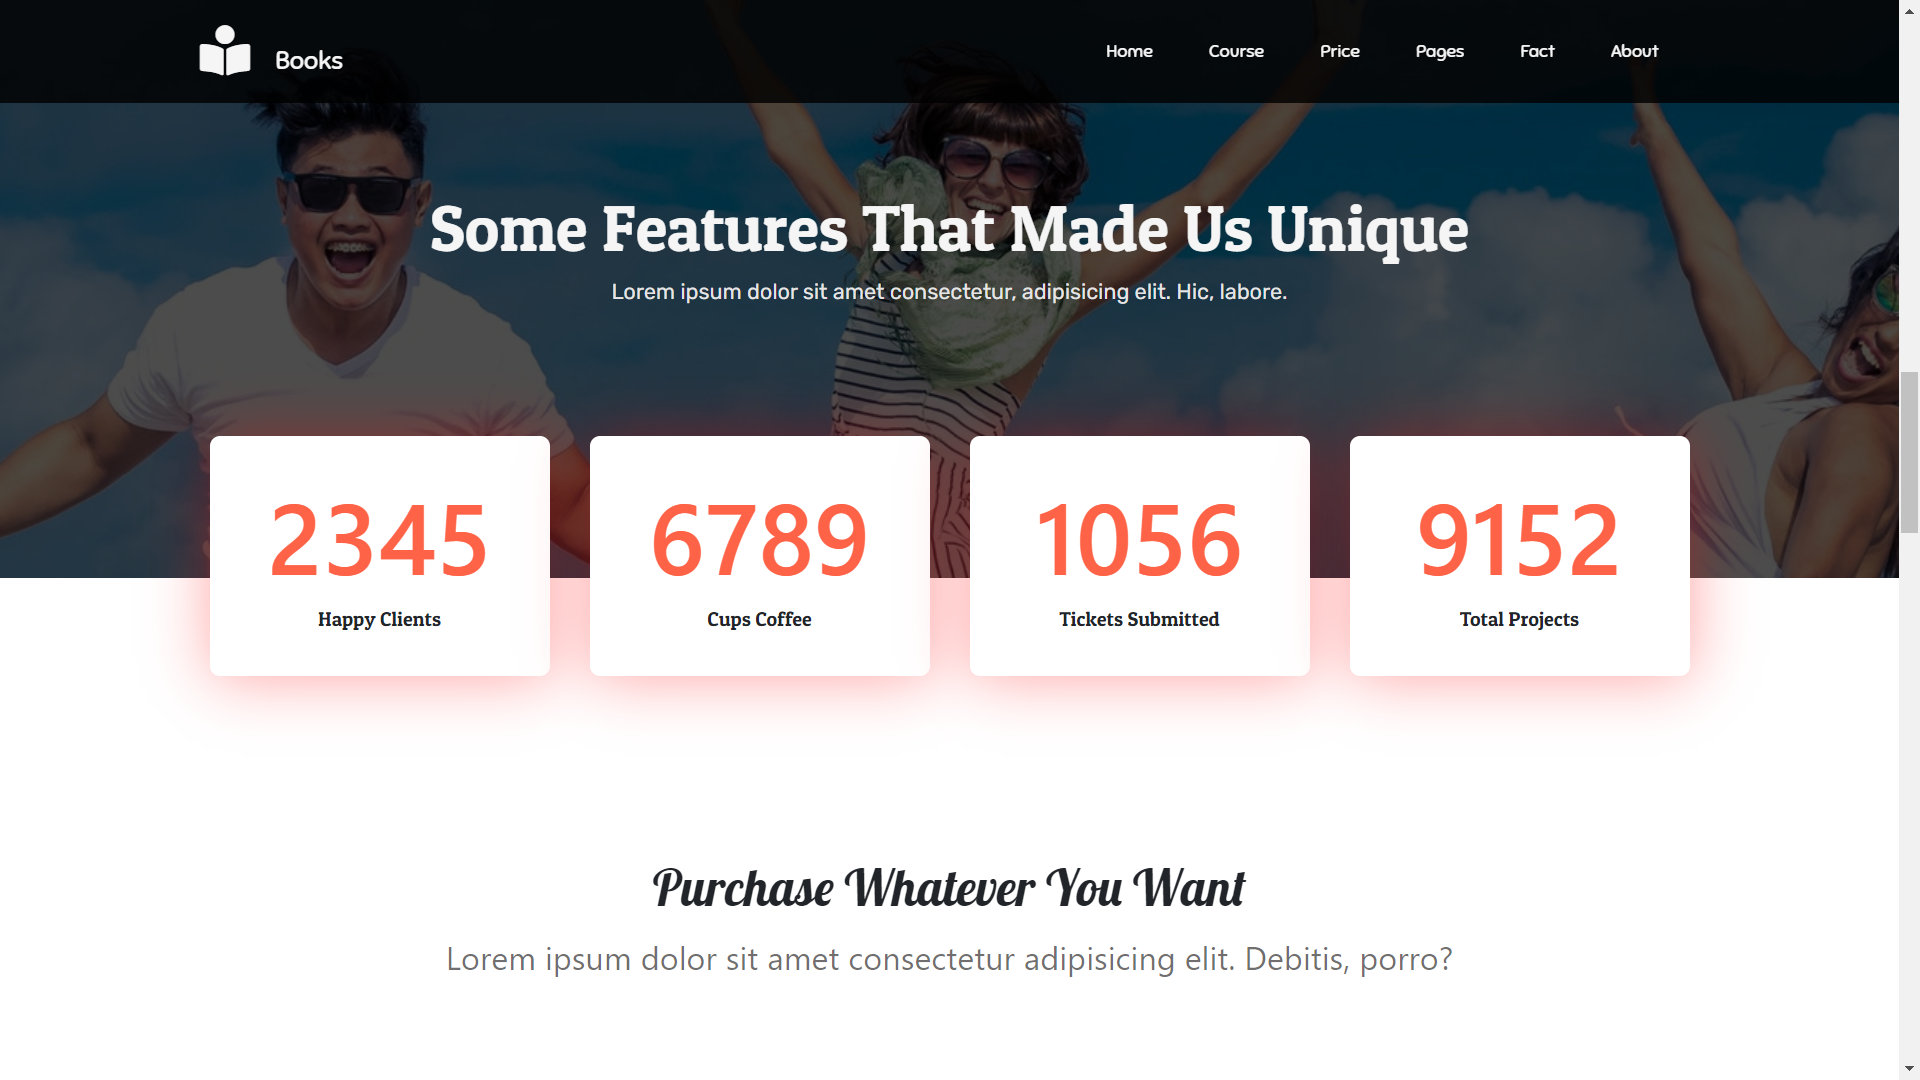 Books
Home Course Price Pages Fact About
Some Features That Made Us Unique
Lorem ipsum dolor sit amet consectetur, adipisicing elit. Hic, labore.
2345 6789 1056 9152
Happy Clients Cups Coffee Tickets Submitted Total Projects
Purchase Whatever You Want
Lorem ipsum dolor sit amet consectetur adipisicing elit. Debitis, porro?